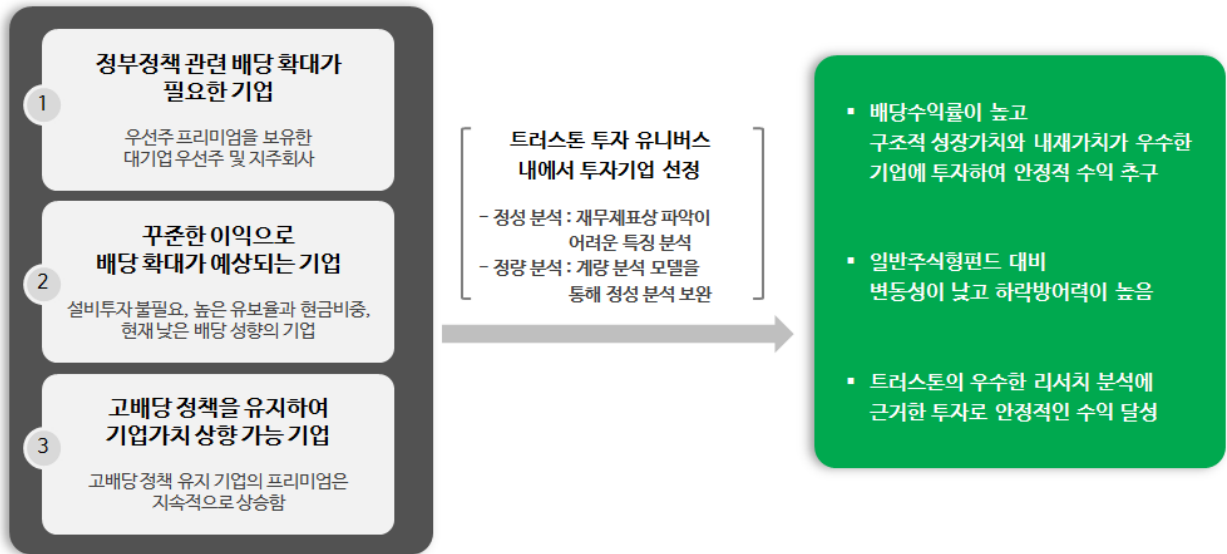 1
정부정책 관련 배당 확대가
필요한 기업
우선주 프리미엄을 보유한
대기업 우선주 및 지주회사
2
꾸준한 이익으로
배당 확대가 예상되는 기업
설비투자 불필요, 높은 유보율과 현금비중,
현재 낮은 배당 성향의 기업
3
고배당 정책을 유지하여
기업가치 상향 가능 기업
고배당 정책 유지 기업의 프리미엄은
지속적으로 상승함
트러스톤 투자 유니버스
내에서 투자기업 선정
- 정성 분석 : 재무제표상 파악이
어려운 특징 분석
- 정량 분석 : 계량 분석 모델을
통해 정성 분석 보완
▪ 배당수익률이 높고
구조적 성장가치와 내재가치가 우수한
기업에 투자하여 안정적 수익 추구
▪ 일반주식형펀드 대비
변동성이 낮고 하락방어력이 높음
▪ 트러스톤의 우수한 리서치 분석에
근거한 투자로 안정적인 수익 달성